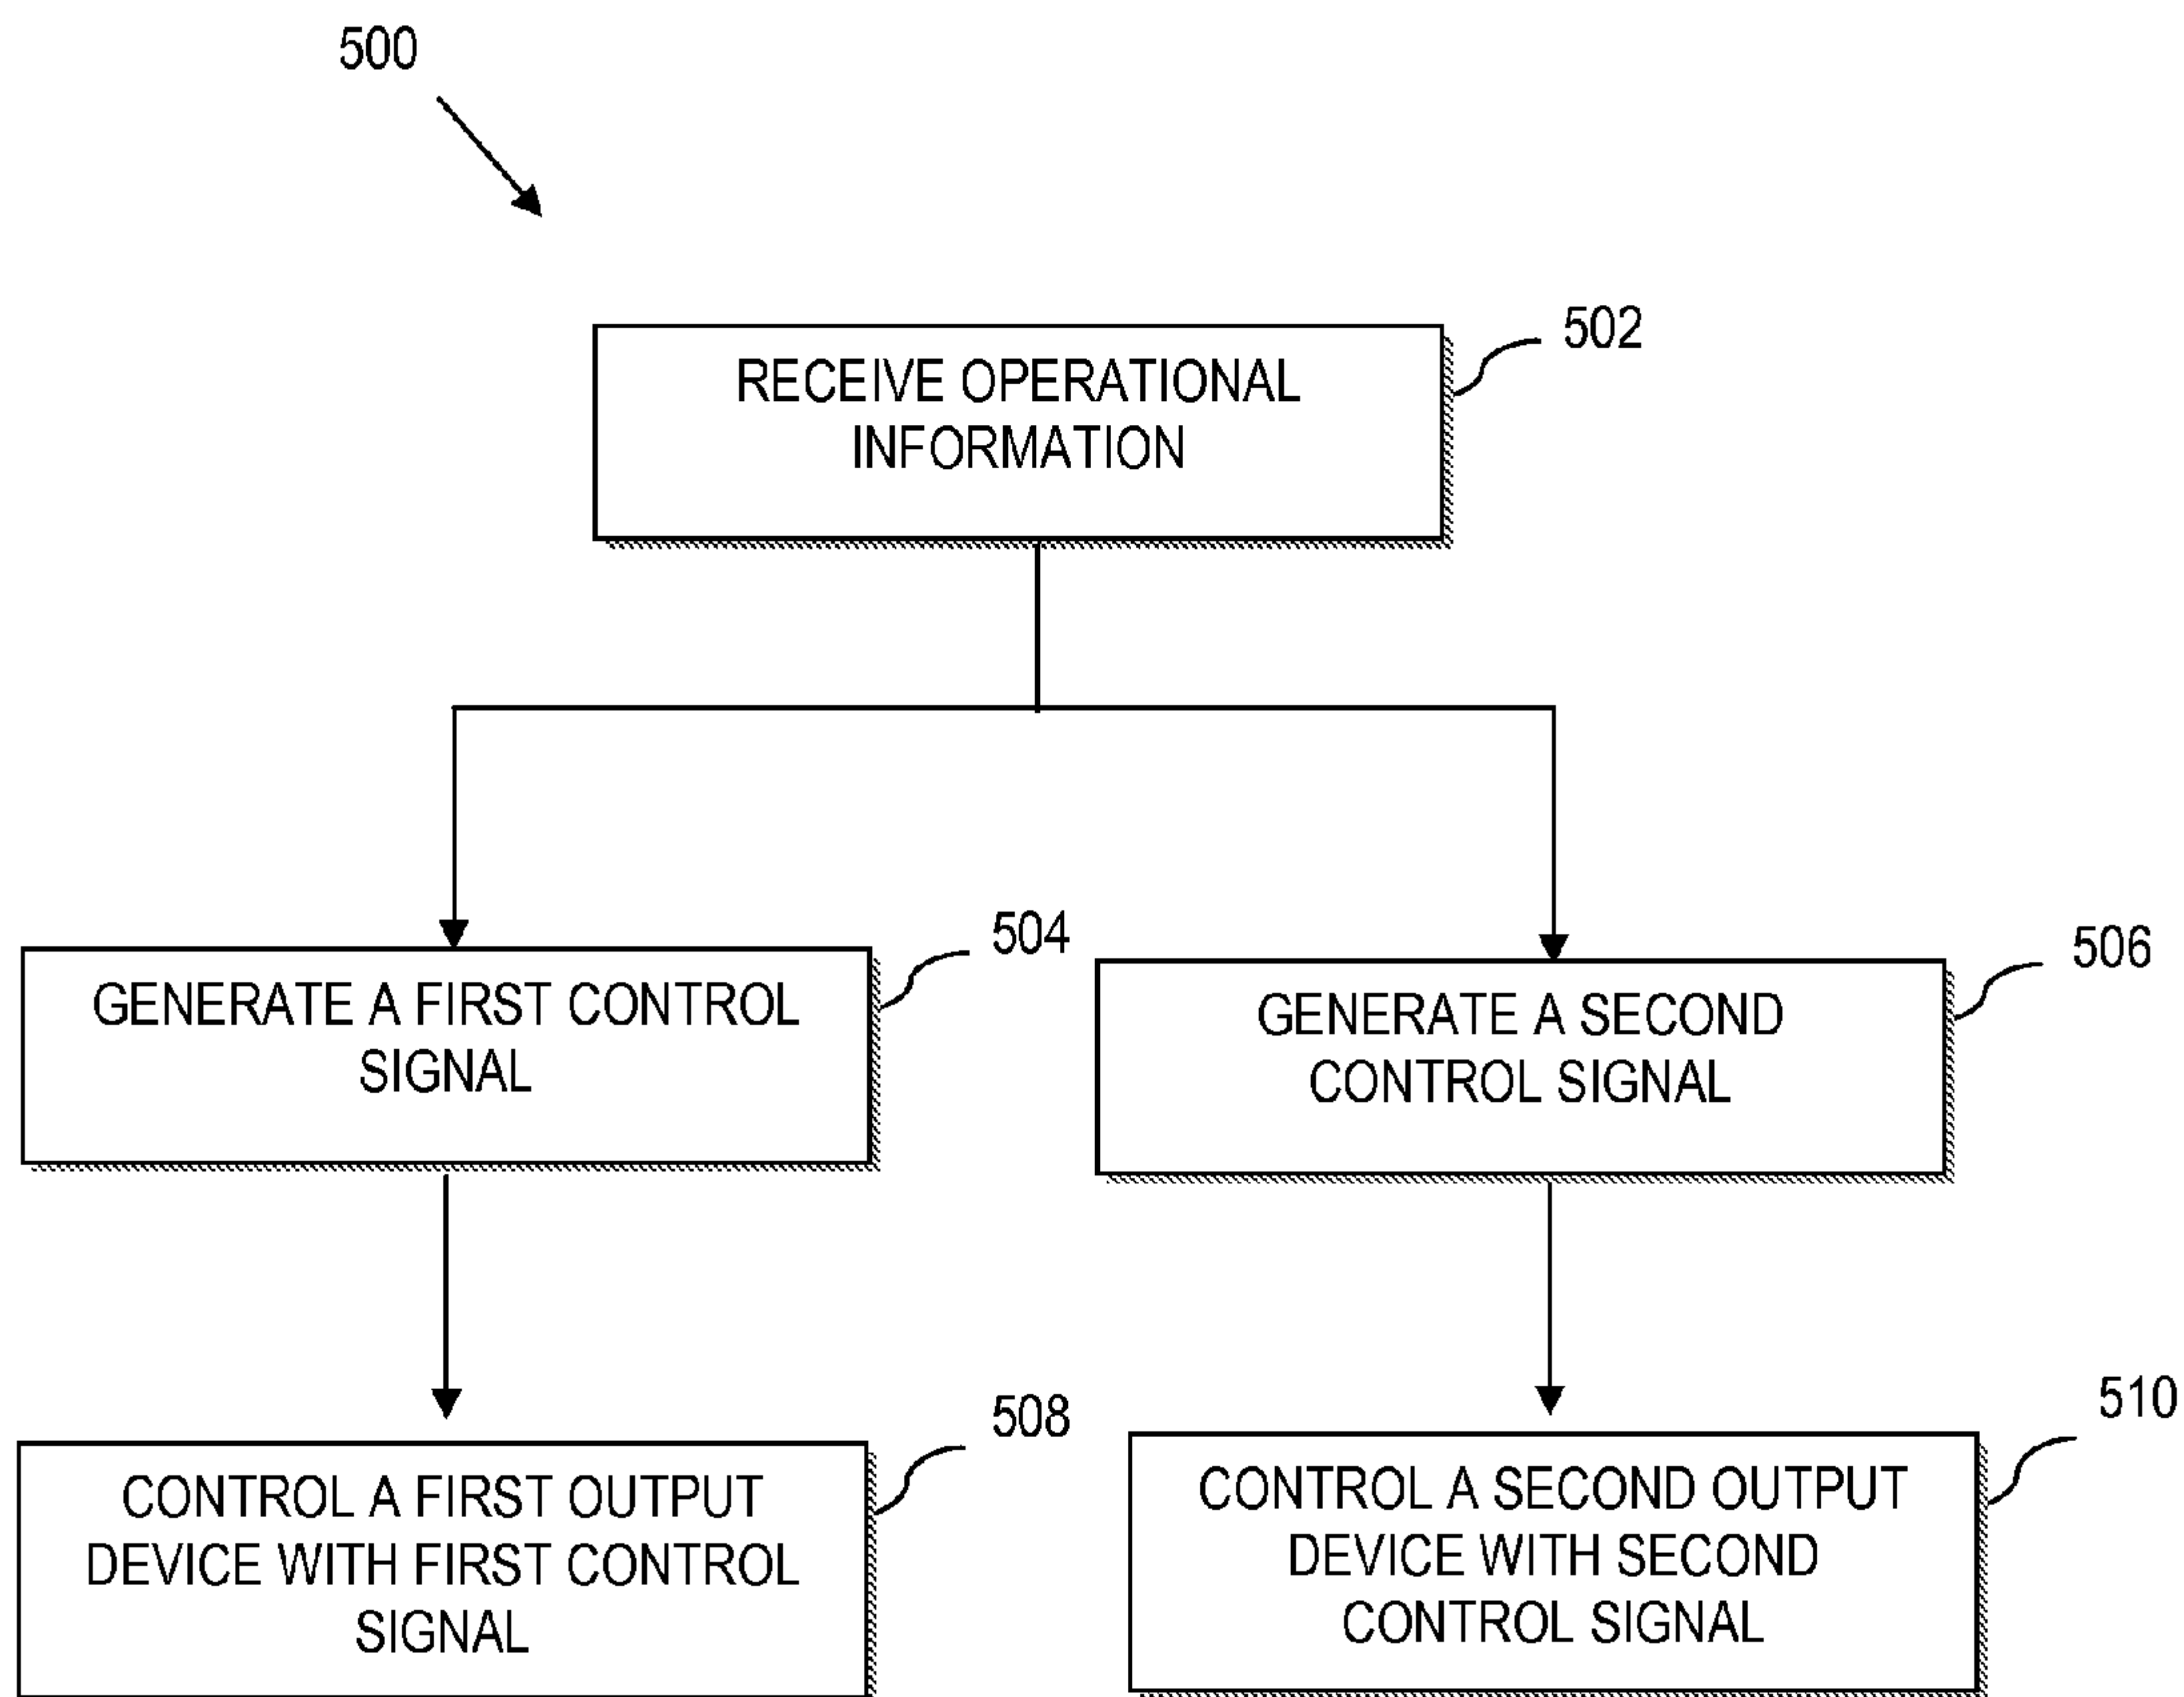 500
502
RECEIVE OPERATIONAL
INFORMATION
504
GENERATE A FIRST CONTROL
SIGNAL
506
GENERATE A SECOND
CONTROL SIGNAL
508
CONTROL A FIRST OUTPUT
DEVICE WITH FIRST CONTROL
SIGNAL
510
CONTROL A SECOND OUTPUT
DEVICE WITH SECOND
CONTROL SIGNAL